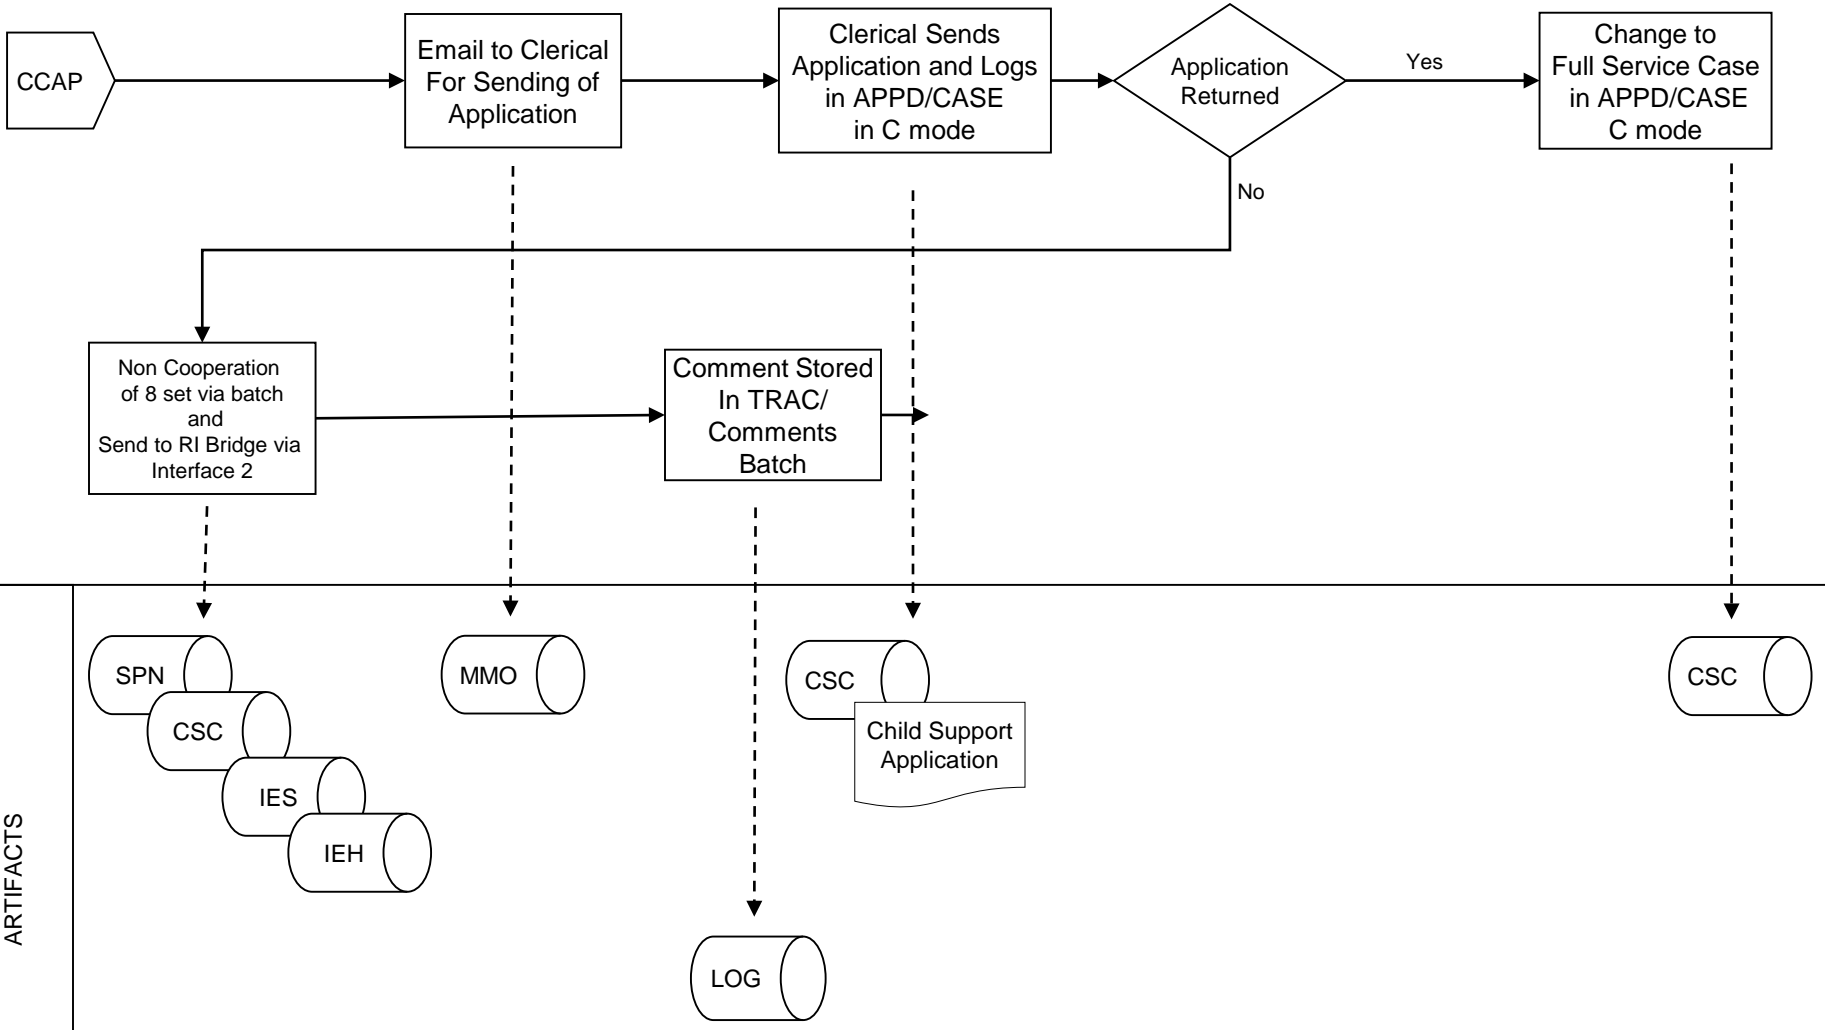 CCAP
Email to Clerical
For Sending of
Application
Clerical Sends
Application and Logs
in APPD/CASE
in C mode
Application
Returned
Yes
Change to
Full Service Case
in APPD/CASE
C mode
No
Non Cooperation
of 8 set via batch
and
Send to RI Bridge via
Interface 2
Comment Stored
In TRAC/
Comments
Batch
ARTIFACTS
SPN
CSC
IES
IEH
MMO
LOG
CSC
Child Support
Application
CSC